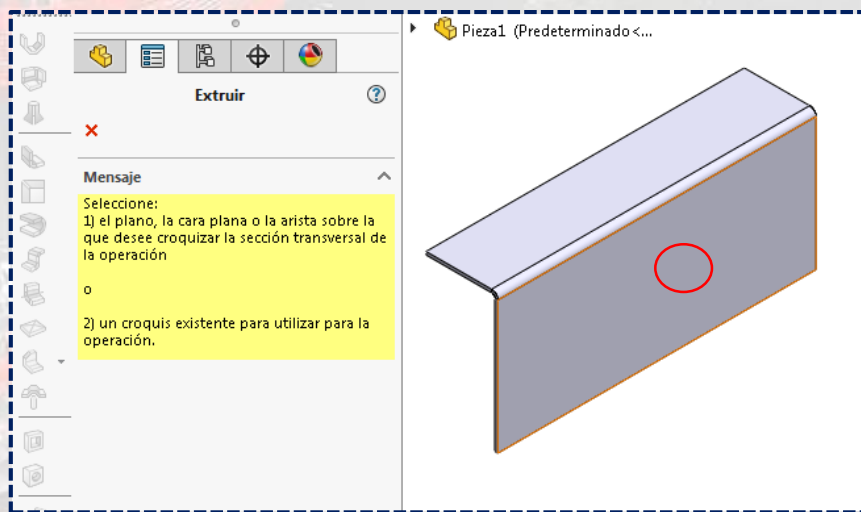 Pieza1 (Predeterminado<...
Extruir
?
Mensaje
Seleccione:
1) el plano, la cara plana o la arista sobre la
que desee croquizar la sección transversal de
la operación
o
2) un croquis existente para utilizar para la
operación.